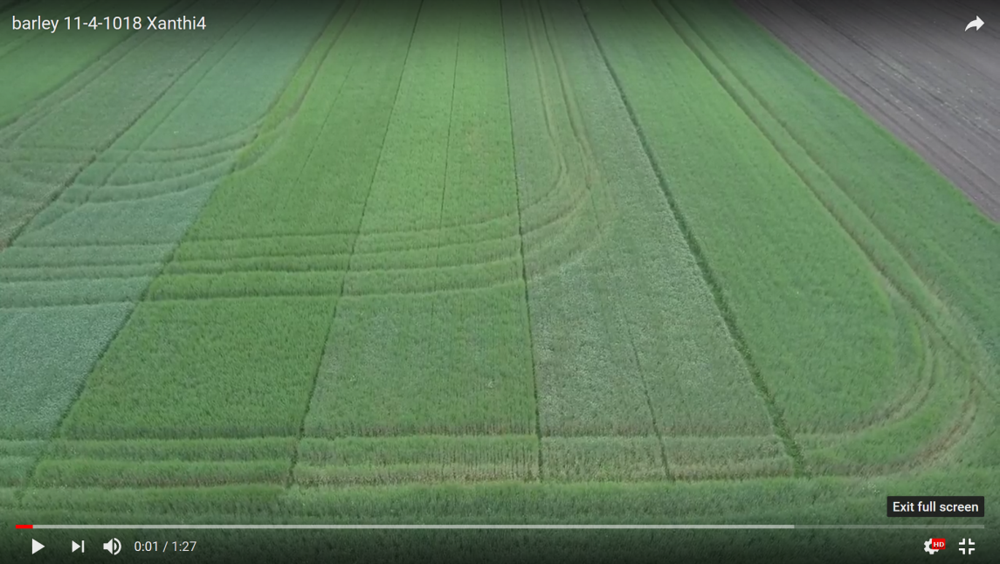 barley 11-4-1018 Xanthi4
Exit full screen
0:01 / 1:27
HD